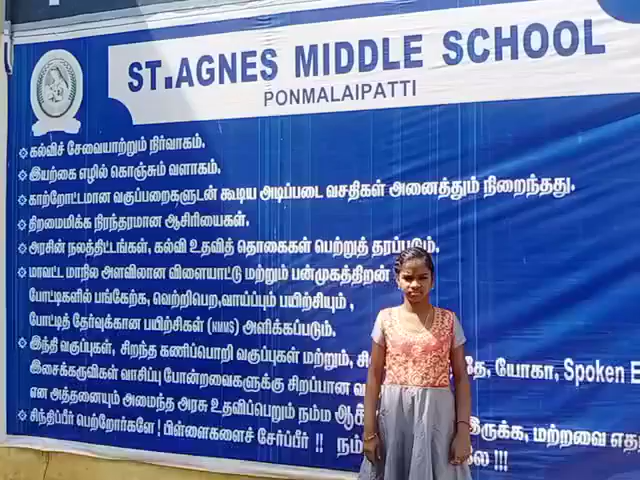 ST.AGNES MIDDLE SCHOOL
PONMALAIPATTI
கல்விச் சேவையாற்றும் நிர்வாகம்.
இயற்கை எழில் கொஞ்சும் வளாகம்.
காற்றோட்டமான வகுப்பறைகளுடன் கூடிய அடிப்படை வசதிகள் அனைத்தும் நிறைந்தது.
திறமைமிக்க நிரந்தரமான ஆசிரியைகள்.
அரசின் நலத்திட்டங்கள், கல்வி உதவித் தொகைகள் பெற்றுத் தரப்படும்.
மாவட்ட மாநில அளவிலான விளையாட்டு மற்றும் பன்முகத்திறன்
போட்டிகளில் பங்கேற்க, வெற்றிபெற,வாய்ப்பும் பயிற்சியும் ,
போட்டித் தேர்வுக்கான பயிற்சிகள் (NMMS) அளிக்கப்படும்.
இந்தி வகுப்புகள், சிறந்த கணிப்பொறி வகுப்புகள் மற்றும், யோகா, Spoken
இசைக்கருவிகள் வாசிப்பு போன்றவைகளுக்கு சிறப்பான
என அத்தனையும் அமைந்த அரசு உதவிப்பெறும் நம்ம இருக்க, மற்றவை
சிந்திப்பீர் பெற்றோர்களே ! பிள்ளைகளைச் சேர்ப்பீர் !! !!!